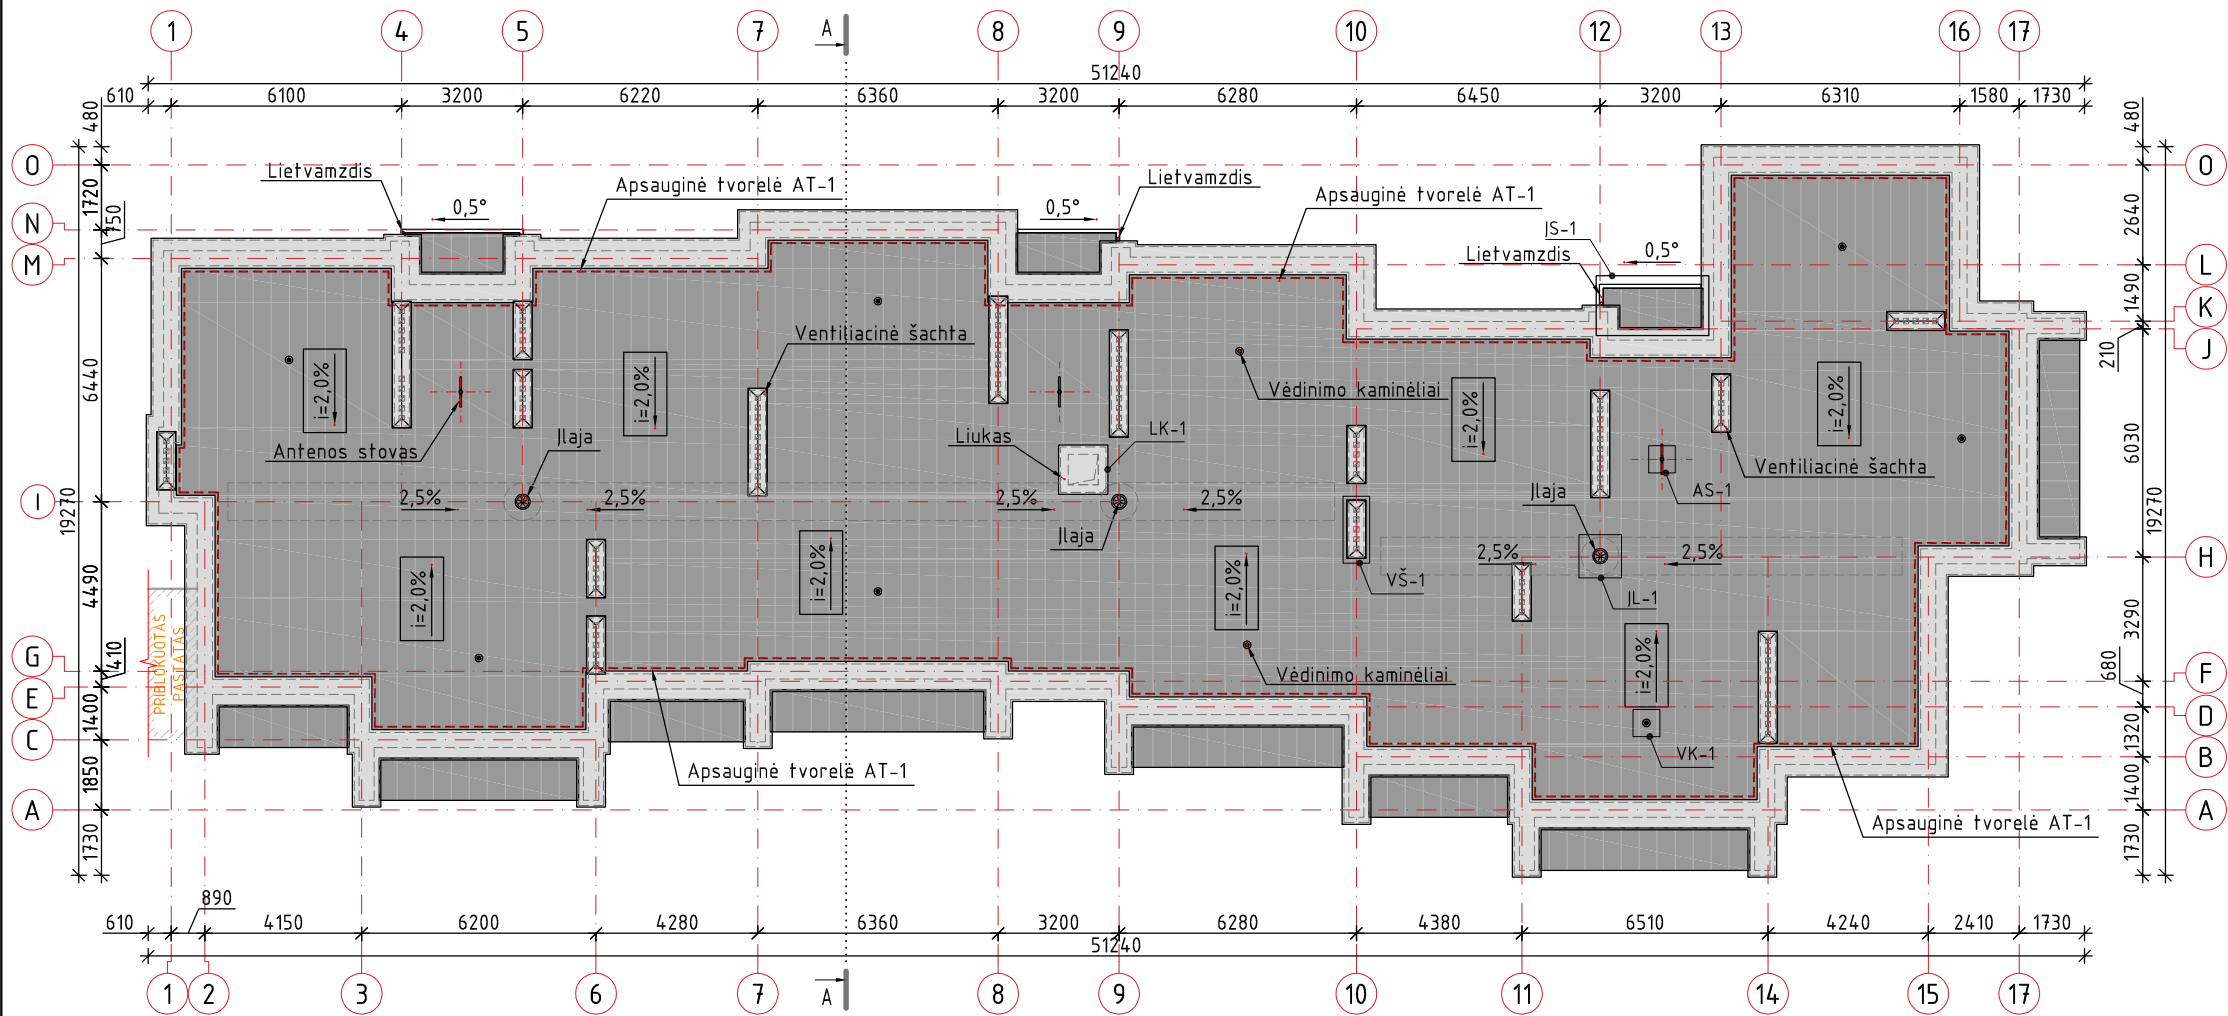 1 4 5 7 8 9 10 12 13 16 17
A
51240
610 6100 3200 6220 6360 3200 6280 6450 3200 6310 1580 1730
480
480
O
O
1720
2640
Lietvamzdis
Apsauginė tvorelė AT-1
Lietvamzdis
Apsauginė tvorelė AT-1
0,5°
0,5°
N
750
JS-1
0,5°
Lietvamzdis
M
L
1490
K
210
J
Ventiliacinė šachta
i=2,0%
i=2,0%
i=2,0%
i=2,0%
6440
6030
Vėdinimo kaminėliai
Antenos stovas
Įlaja
Liukas
LK-1
Ventiliacinė šachta
AS-1
I
2,5% 2,5%
2,5% 2,5%
Įlaja
Įlaja
19270
19270
2,5% 2,5%
H
i=2,0%
i=2,0%
i=2,0%
VŠ-1
JL-1
4490
3290
PRIBLOKUOTAS
PASTATAS
i=2,0%
G
410
F
680
Vėdinimo kaminėliai
E
D
1400
1320
C
VK-1
B
Apsauginė tvorelė AT-1
1850
1400
A
A
Apsauginė tvorelė AT-1
1730
1730
890
610 4150 6200 4280 6360 3200 6280 4380 6510 4240 2410 1730
51240
A
1 2 3 6 7 8 9 10 11 14 15 17